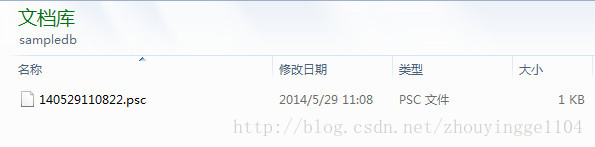 文档库
sampledb
名称 修改日期 类型 大小
140529110822.psc 2014/5/29 11:08 PSC 文件 1 KB
http://blog.csdn.net/zhouyingge1104